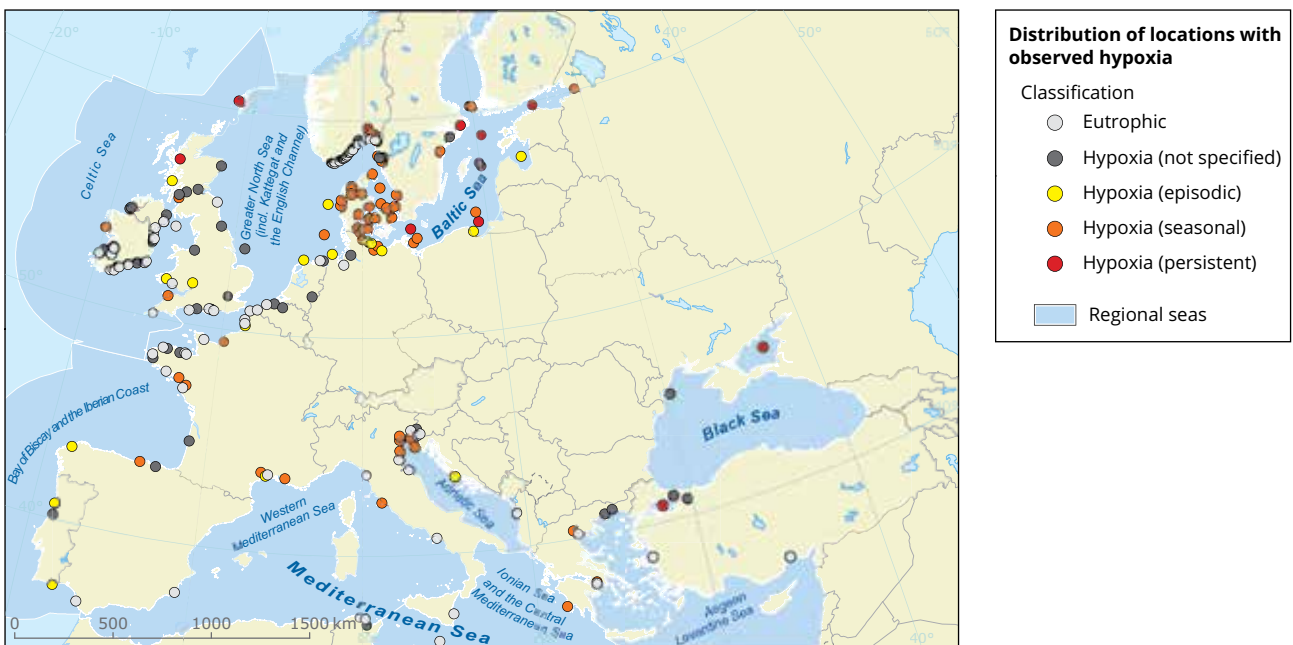 -20°
Celtic Sea
Greater North Sea
(incl. Kattegat and
the English Channel)
Baltic Sea
50°
Bay of Biscay and the Iberian Coast
Black Sea
Adriatic Sea
Western
Mediterranean Sea
Mediterranean Sea
Ionian Sea
and the Central
Mediterranean Sea
Aegean
Levantine Sea
0
500
1000
1500 km
40°
Distribution of locations with
observed hypoxia
Classification
Eutrophic
Hypoxia (not specified)
Hypoxia (episodic)
Hypoxia (seasonal)
Hypoxia (persistent)
Regional seas